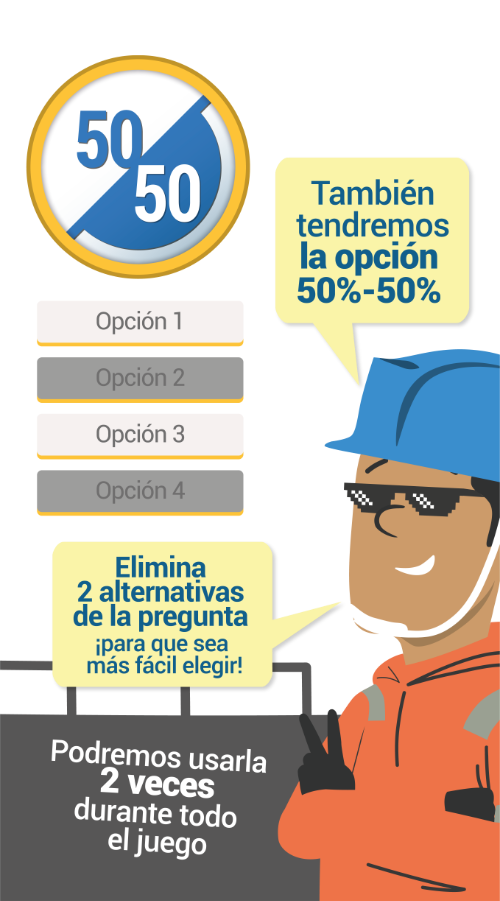 50
50
También
tendremos
la opción
50%-50%
Opción 1
Opción 2
Opción 3
Opción 4
Elimina
2 alternativas
de la pregunta
¡para que sea
más fácil elegir!
Podremos usarla
2 veces
durante todo
el juego